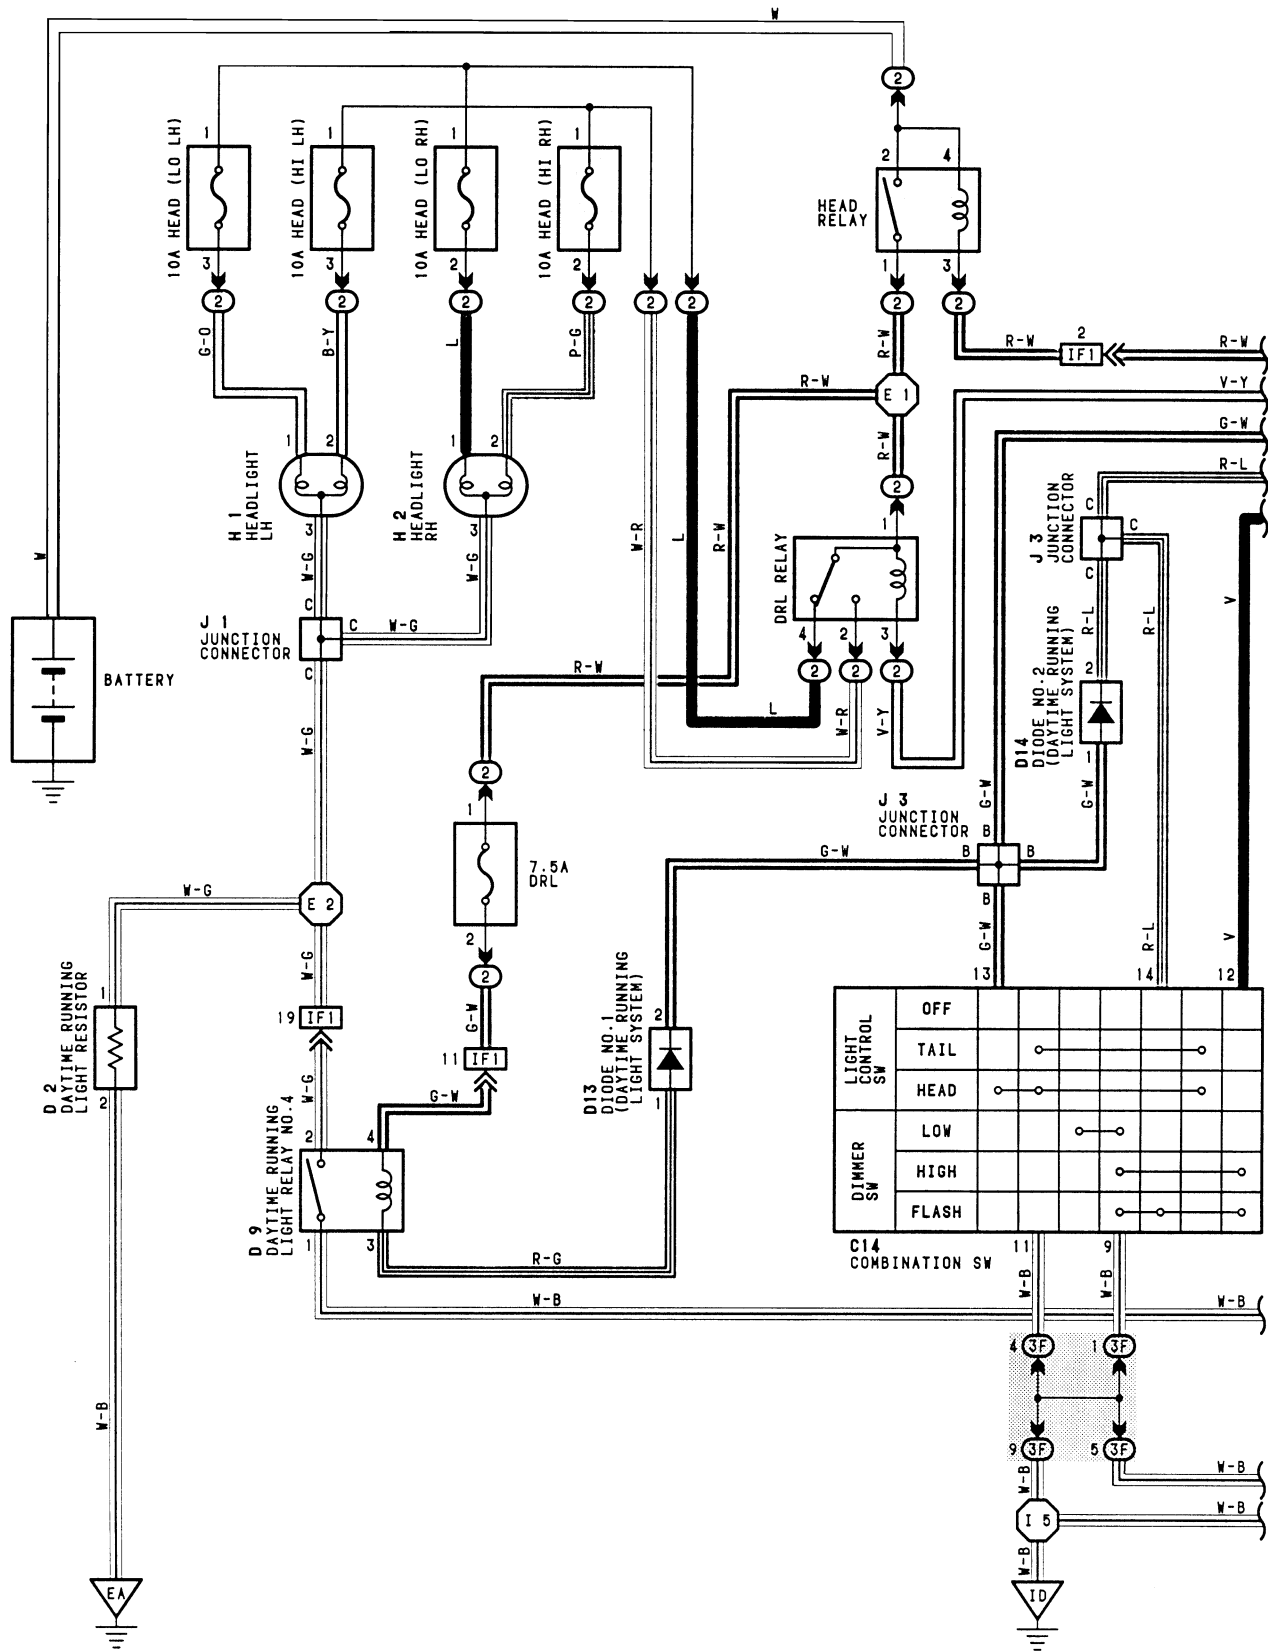 W
2
1
1
1
1
10A HEAD (LO LH)
10A HEAD (HI LH)
10A HEAD (LO RH)
10A HEAD (HI RH)
2
4
HEAD
RELAY
3
3
2
2
1
3
2
2
2
2
2
2
2
2
G-O
B-Y
L
P-G
R-W
R-W
2
IF1
R-W
R-W
E 1
V-Y
G-W
R-W
R-L
1
2
1
2
H 1
HEADLIGHT
LH
H 2
HEADLIGHT
RH
3
3
2
1
C
C
C
J 3
JUNCTION
CONNECTOR
W
W-G
W-G
W-R
L
R-W
DRL RELAY
V
C
J 1
JUNCTION
CONNECTOR
C
W-G
C
4
2
3
R-L
R-L
BATTERY
R-W
2
2
2
2
D14
DIODE NO.2
(DAYTIME RUNNING
LIGHT SYSTEM)
L
W-R
V-Y
W-G
1
2
G-W
G-W
J 3
JUNCTION
CONNECTOR
1
B
G-W
B
B
B
7.5A
DRL
W-G
E 2
2
G-W
R-L
V
2
W-G
13
14
12
D 2
DAYTIME RUNNING
LIGHT RESISTOR
1
2
19
IF1
G-W
11
IF1
D13
DIODE NO.1
(DAYTIME RUNNING
LIGHT SYSTEM)
2
1
LIGHT
CONTROL
SW
OFF
TAIL
HEAD
DIMMER
SW
LOW
HIGH
FLASH
W-G
G-W
D 9
DAYTIME RUNNING
LIGHT RELAY NO.4
2
4
1
3
R-G
C14
COMBINATION SW
11
9
W-B
W-B
W-B
W-B
4
3F
1
3F
W-B
9
3F
5
3F
W-B
W-B
I 5
W-B
W-B
EA
ID